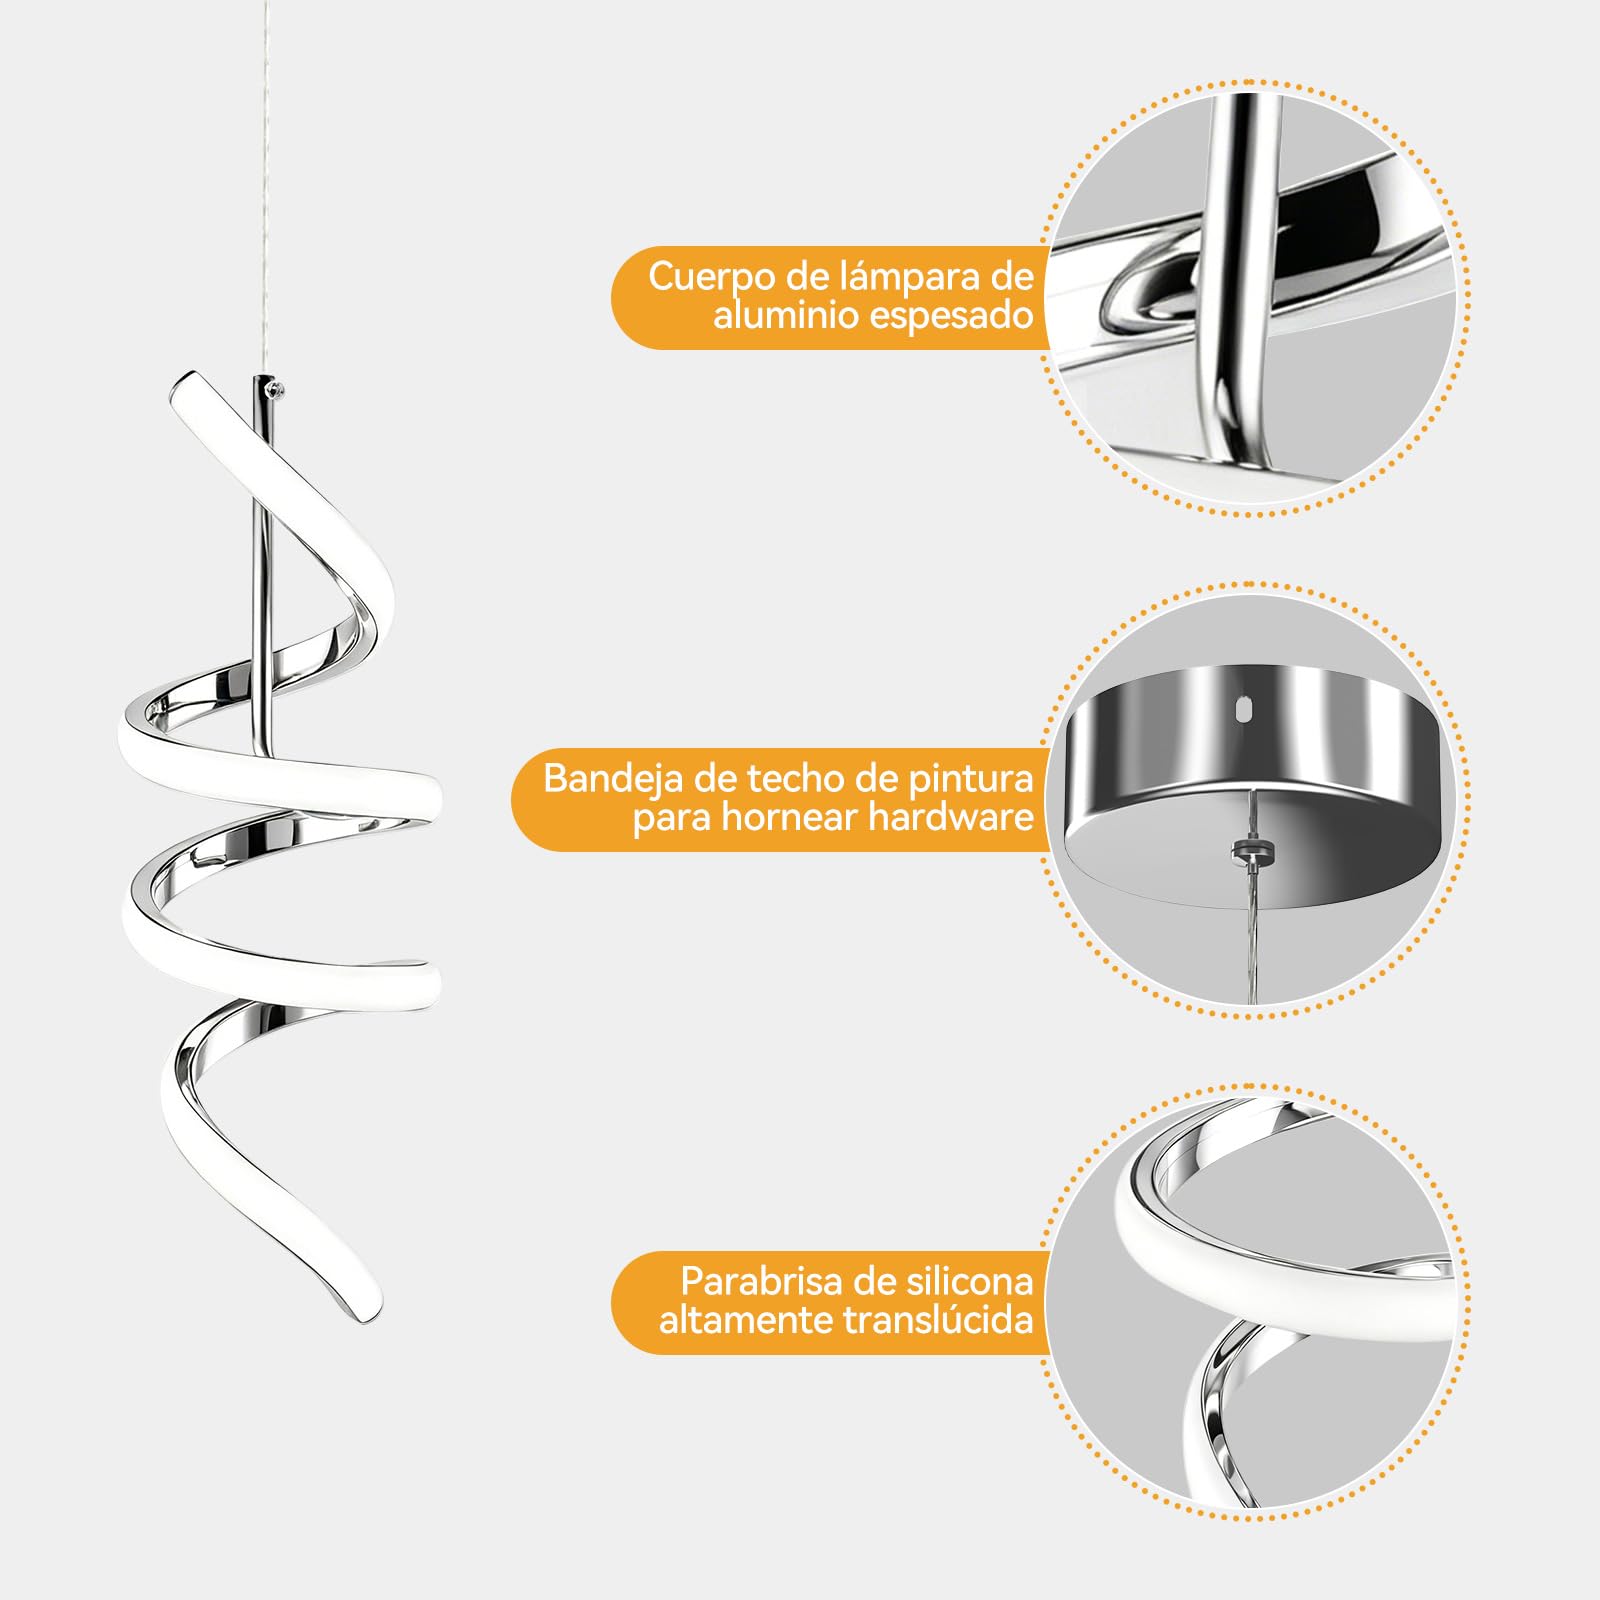 Cuerpo de lámpara de
aluminio espesado
Bandeja de techo de pintura
para hornear hardware
Parabrisa de silicona
altamente translúcida